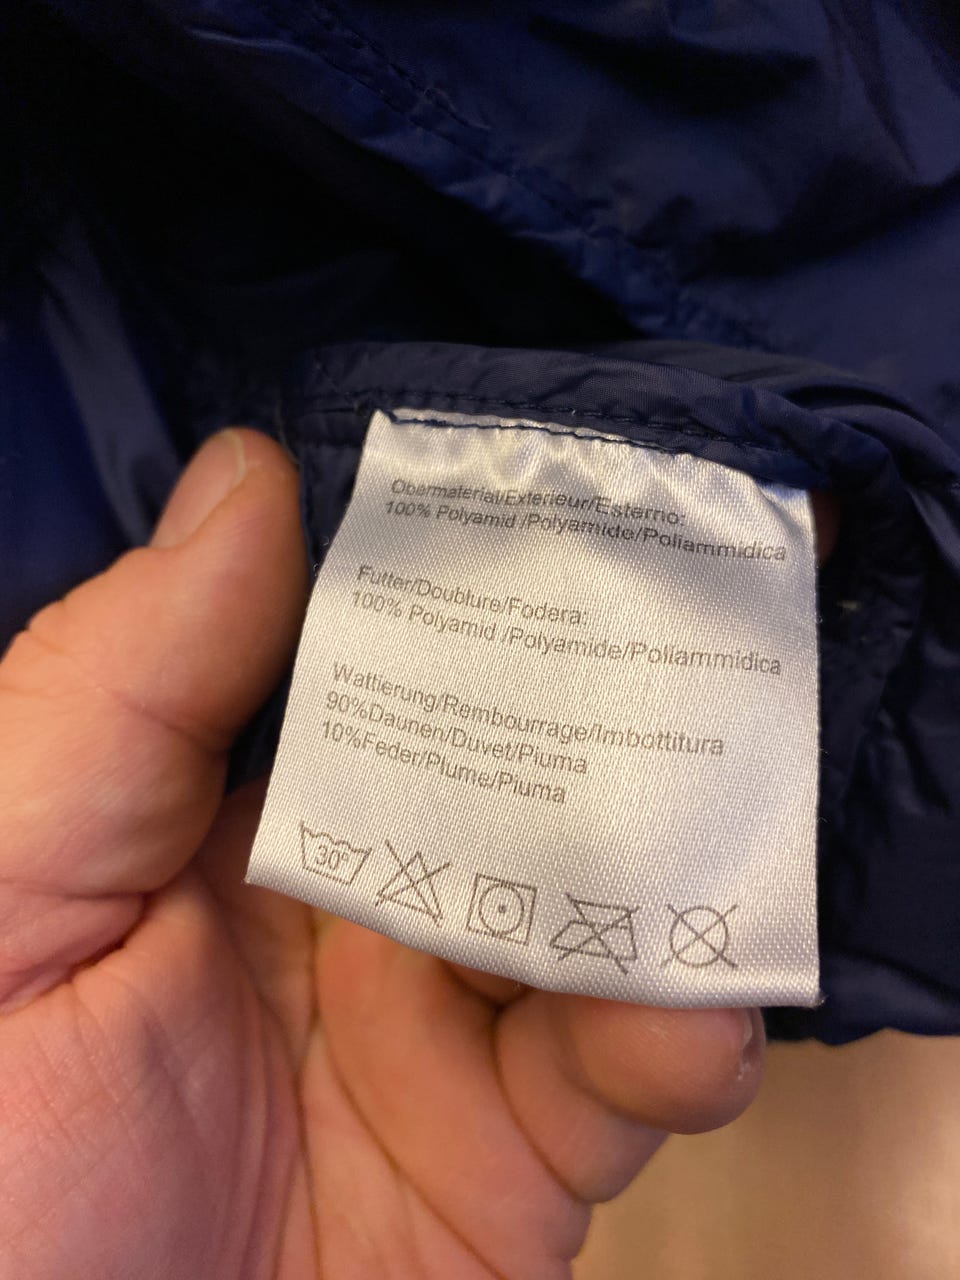 Obermaterial/Exterieur/Esterno:
100% Polyamid /Polyamide/Poliammidica
Futter/Doublure/Fodera:
100% Polyamid /Polyamide/Poliammidica
Wattierung/Rembourrage/Imbottitura
90%Daunen/Duvet/Piuma
10%Feder/Plume/Piuma
30°